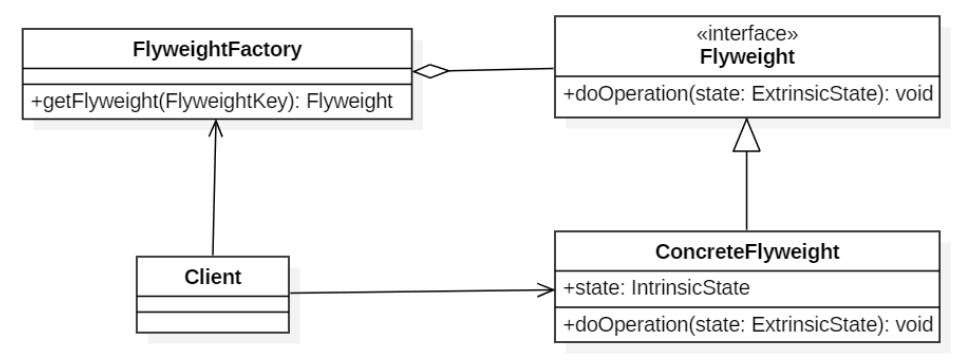 FlyweightFactory
+getFlyweight(FlyweightKey): Flyweight
«interface»
Flyweight
+doOperation(state: ExtrinsicState): void
Client
ConcreteFlyweight
+state: IntrinsicState
+doOperation(state: ExtrinsicState): void